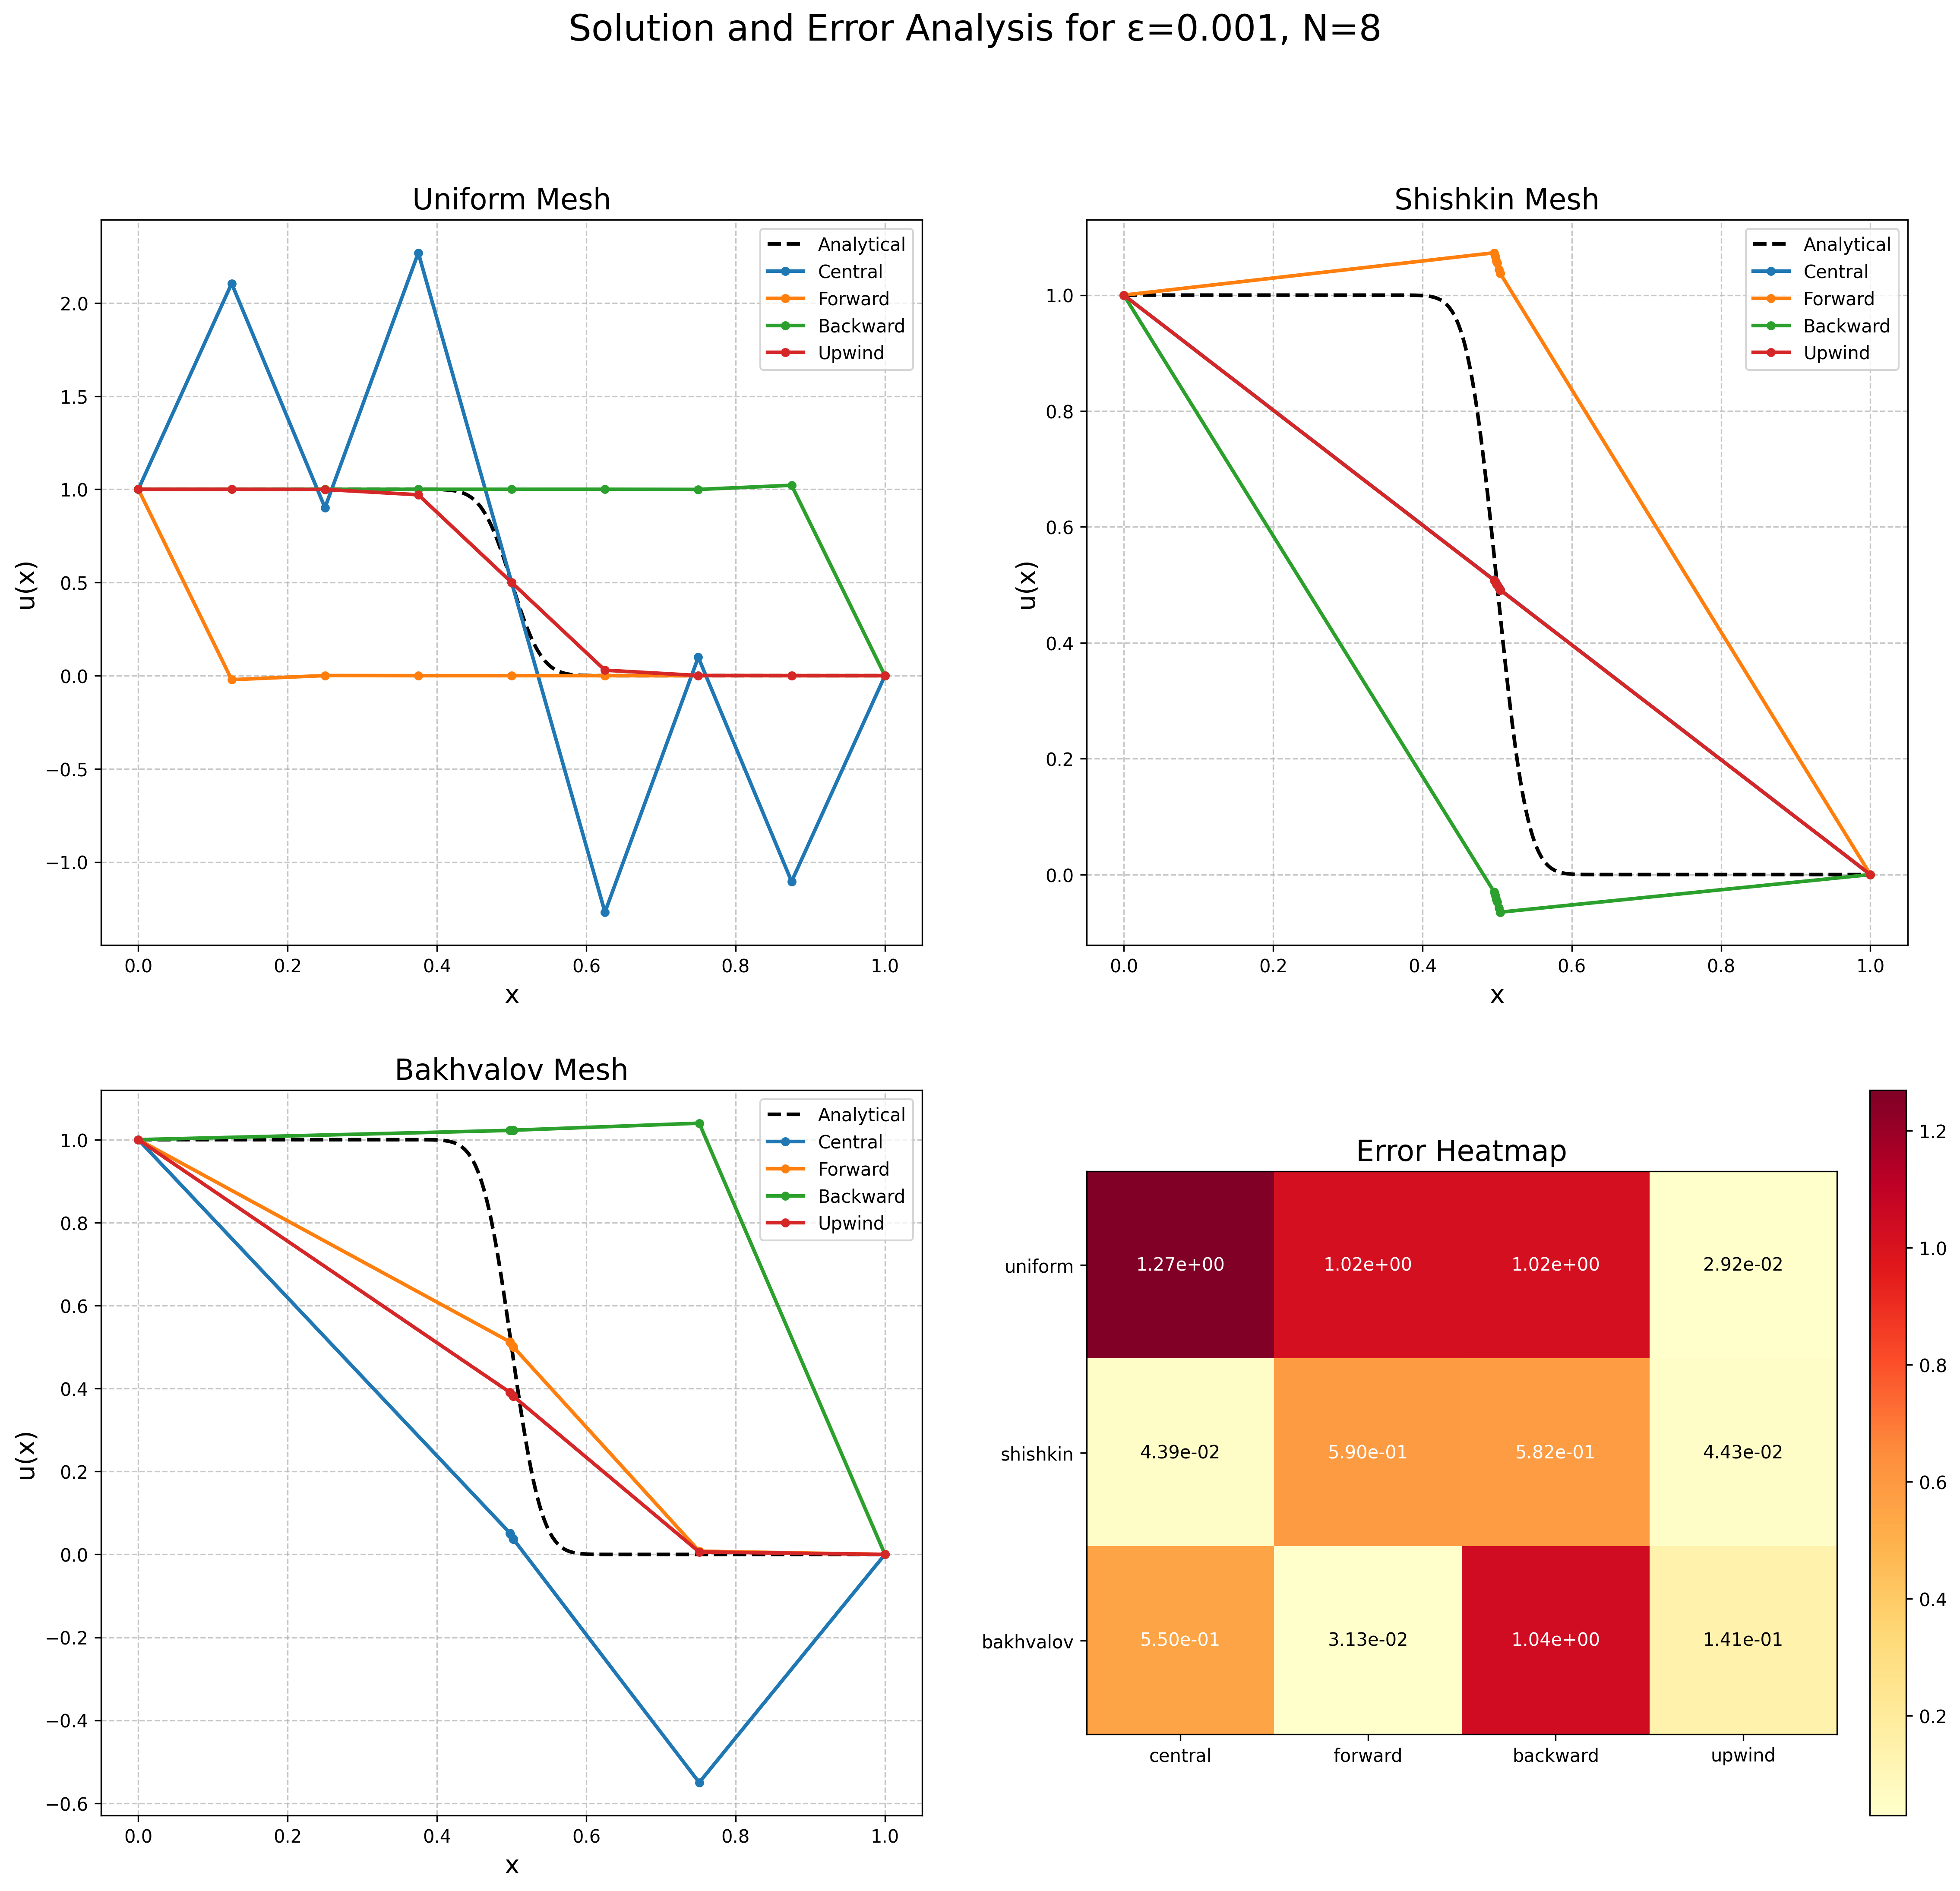 Solution and Error Analysis for ε=0.001, N=8
Uniform Mesh
Analytical
Central
Forward
Backward
Upwind
2.0
1.5
1.0
0.5
0.0
−0.5
−1.0
u(x)
0.0 0.2 0.4 0.6 0.8 1.0
x
Shishkin Mesh
Analytical
Central
Forward
Backward
Upwind
1.0
0.8
0.6
0.4
0.2
0.0
u(x)
0.0 0.2 0.4 0.6 0.8 1.0
x
Bakhvalov Mesh
Analytical
Central
Forward
Backward
Upwind
1.0
0.8
0.6
0.4
0.2
0.0
−0.2
−0.4
−0.6
u(x)
0.0 0.2 0.4 0.6 0.8 1.0
x
Error Heatmap
uniform 1.27e+00 1.02e+00 1.02e+00 2.92e-02
shishkin 4.39e-02 5.90e-01 5.82e-01 4.43e-02
bakhvalov 5.50e-01 3.13e-02 1.04e+00 1.41e-01
central forward backward upwind
1.2
1.0
0.8
0.6
0.4
0.2